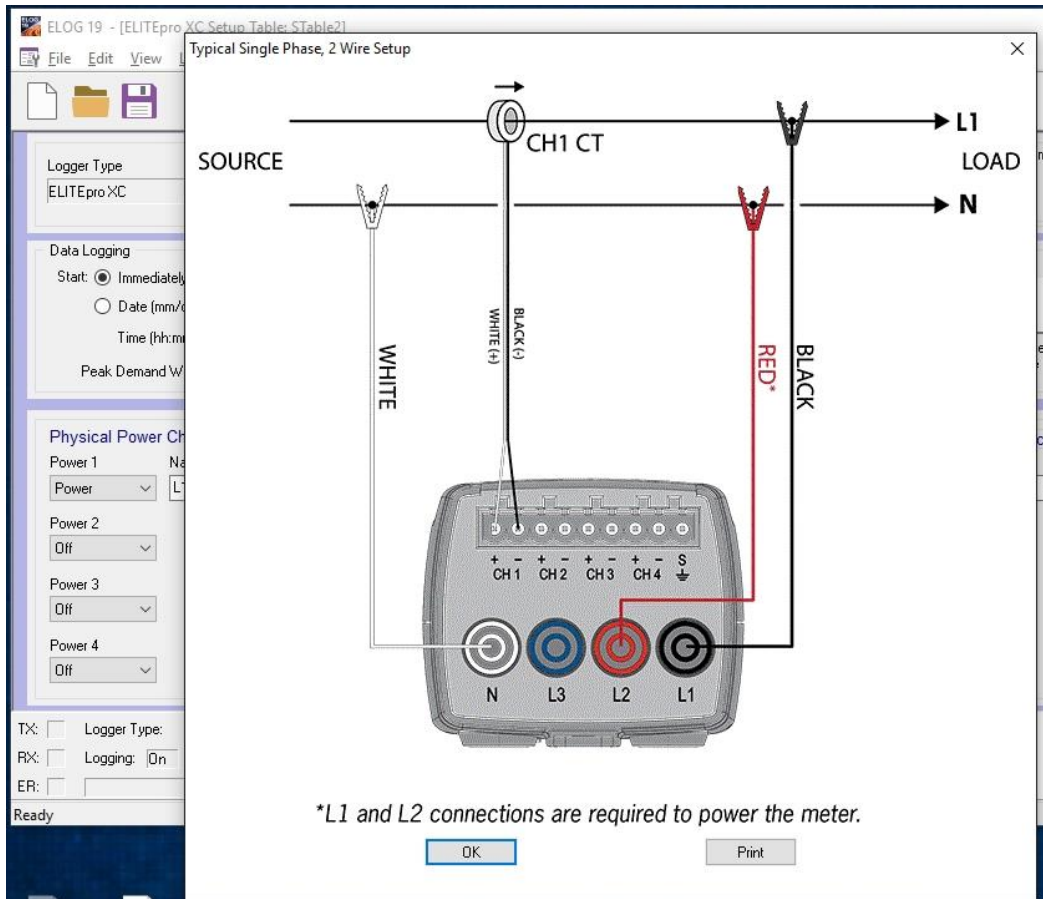 ELOG 19 - [ELITEpro XC Setup Table: STable2]
File Edit View
Typical Single Phase, 2 Wire Setup
SOURCE
CH1 CT
L1
LOAD
N
WHITE (+)
BLACK (-)
WHITE
RED*
BLACK
+ - + - + - + - S
CH 1 CH 2 CH 3 CH 4
N L3 L2 L1
*L1 and L2 connections are required to power the meter.
OK Print
Logger Type
ELITEpro XC
Data Logging
Start: Immediately
Date (mm/
Time (hh:m
Peak Demand W
Physical Power Ch
Power 1 Na
Power
Power 2
Off
Power 3
Off
Power 4
Off
TX: Logger Type:
RX: Logging: On
ER:
Ready